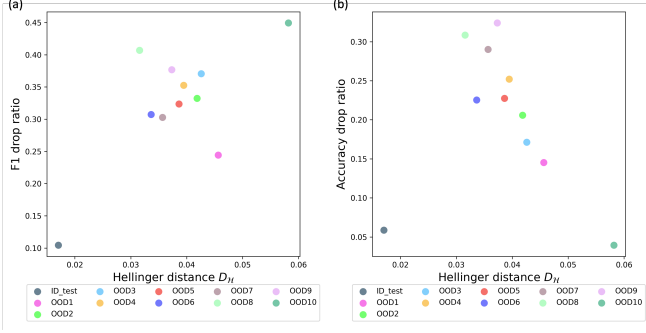 (a)
0.45
0.40
0.35
0.30
0.25
0.20
0.15
0.10
F1 drop ratio
0.02 0.03 0.04 0.05 0.06
Hellinger distance D_H
ID_test OOD3 OOD5 OOD7 OOD9
OOD1 OOD4 OOD6 OOD8 OOD10
OOD2
(b)
0.30
0.25
0.20
0.15
0.10
0.05
Accuracy drop ratio
0.02 0.03 0.04 0.05 0.06
Hellinger distance D_H
ID_test OOD3 OOD5 OOD7 OOD9
OOD1 OOD4 OOD6 OOD8 OOD10
OOD2